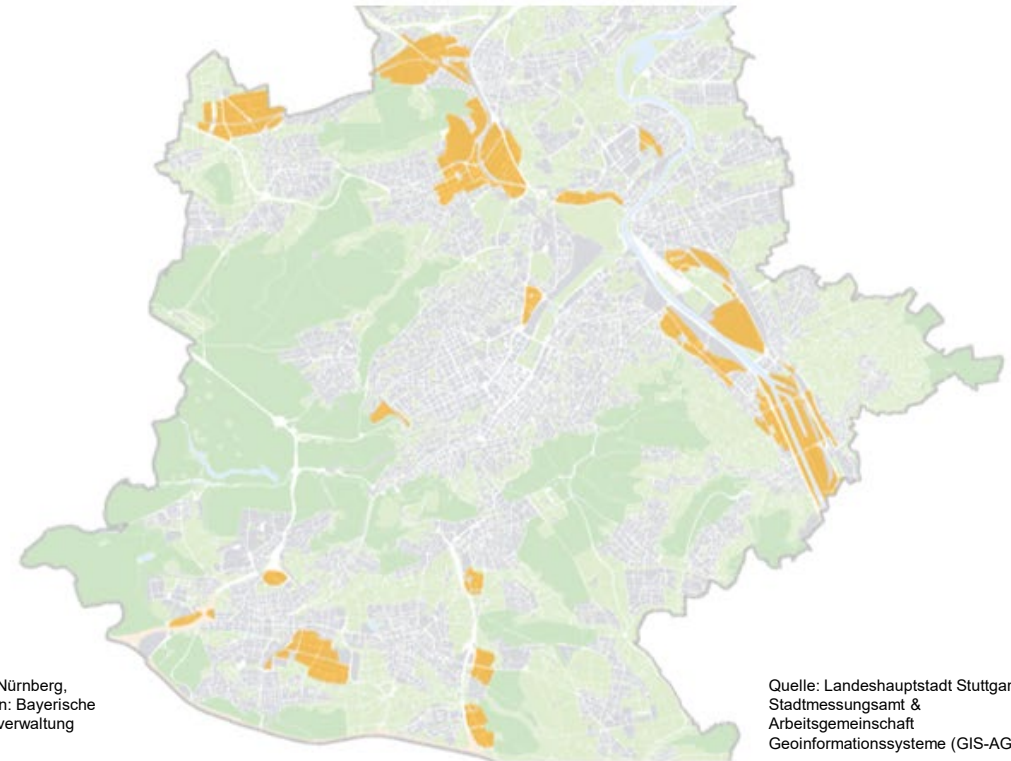 Nürnberg,
n: Bayerische
verwaltung
Quelle: Landeshauptstadt Stuttgar
Stadtmessungsamt &
Arbeitsgemeinschaft
Geoinformationssysteme (GIS-AG